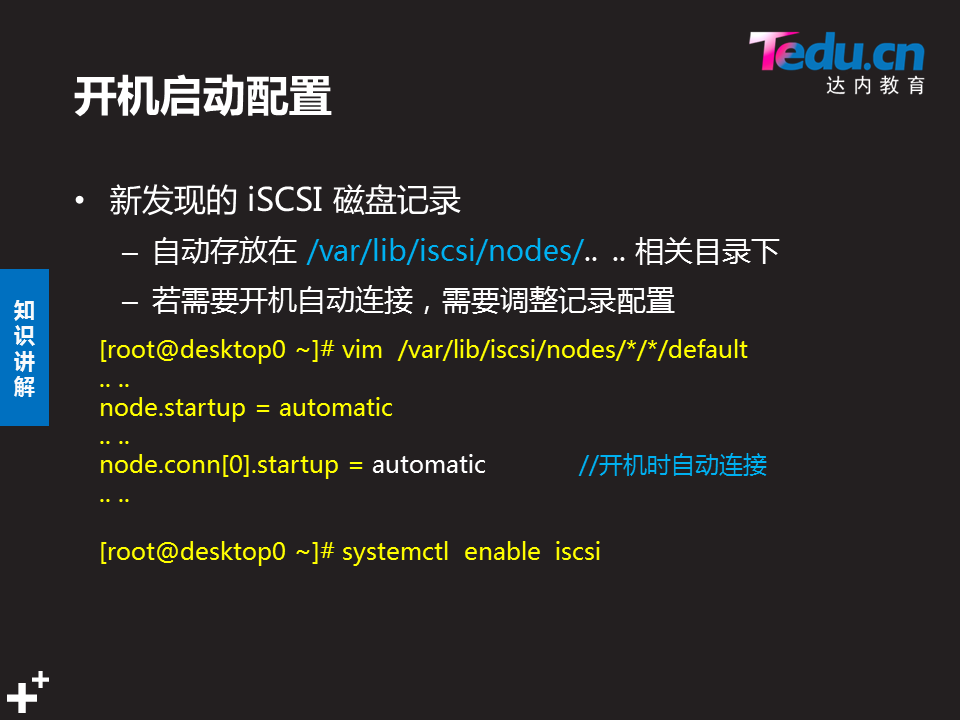 Tedu.cn
达内教育
开机启动配置
• 新发现的 iSCSI 磁盘记录
– 自动存放在 /var/lib/iscsi/nodes/.. .. 相关目录下
– 若需要开机自动连接，需要调整记录配置
知识讲解
[root@desktop0 ~]# vim  /var/lib/iscsi/nodes/*/*/default
.. ..
node.startup = automatic
.. ..
node.conn[0].startup = automatic //开机时自动连接
.. ..
[root@desktop0 ~]# systemctl  enable  iscsi